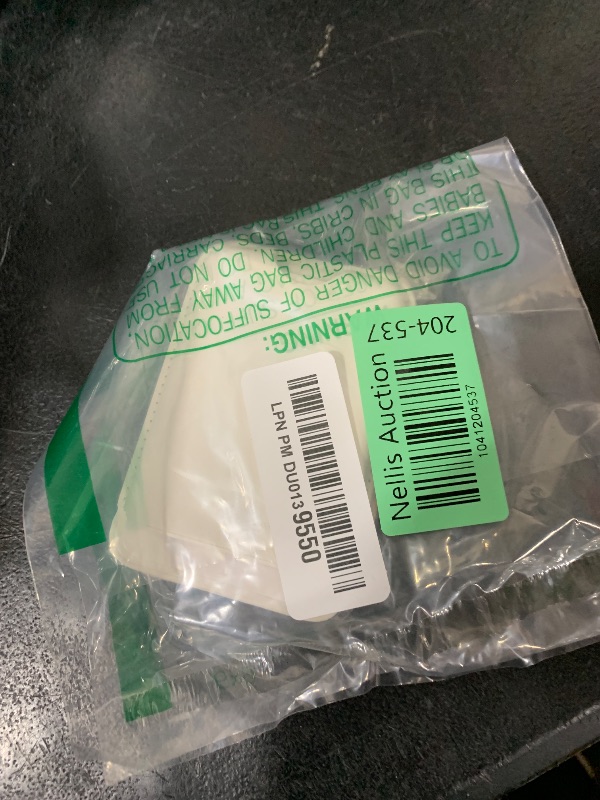 WARNING:
TO AVOID DANGER OF SUFFOCATION,
KEEP THIS PLASTIC BAG AWAY FROM
BABIES AND CHILDREN. DO NOT USE
THIS BAG IN CRIBS, BEDS, CARRIAG
LPN PM DU0139550
Nellis Auction
204-537
1041204537